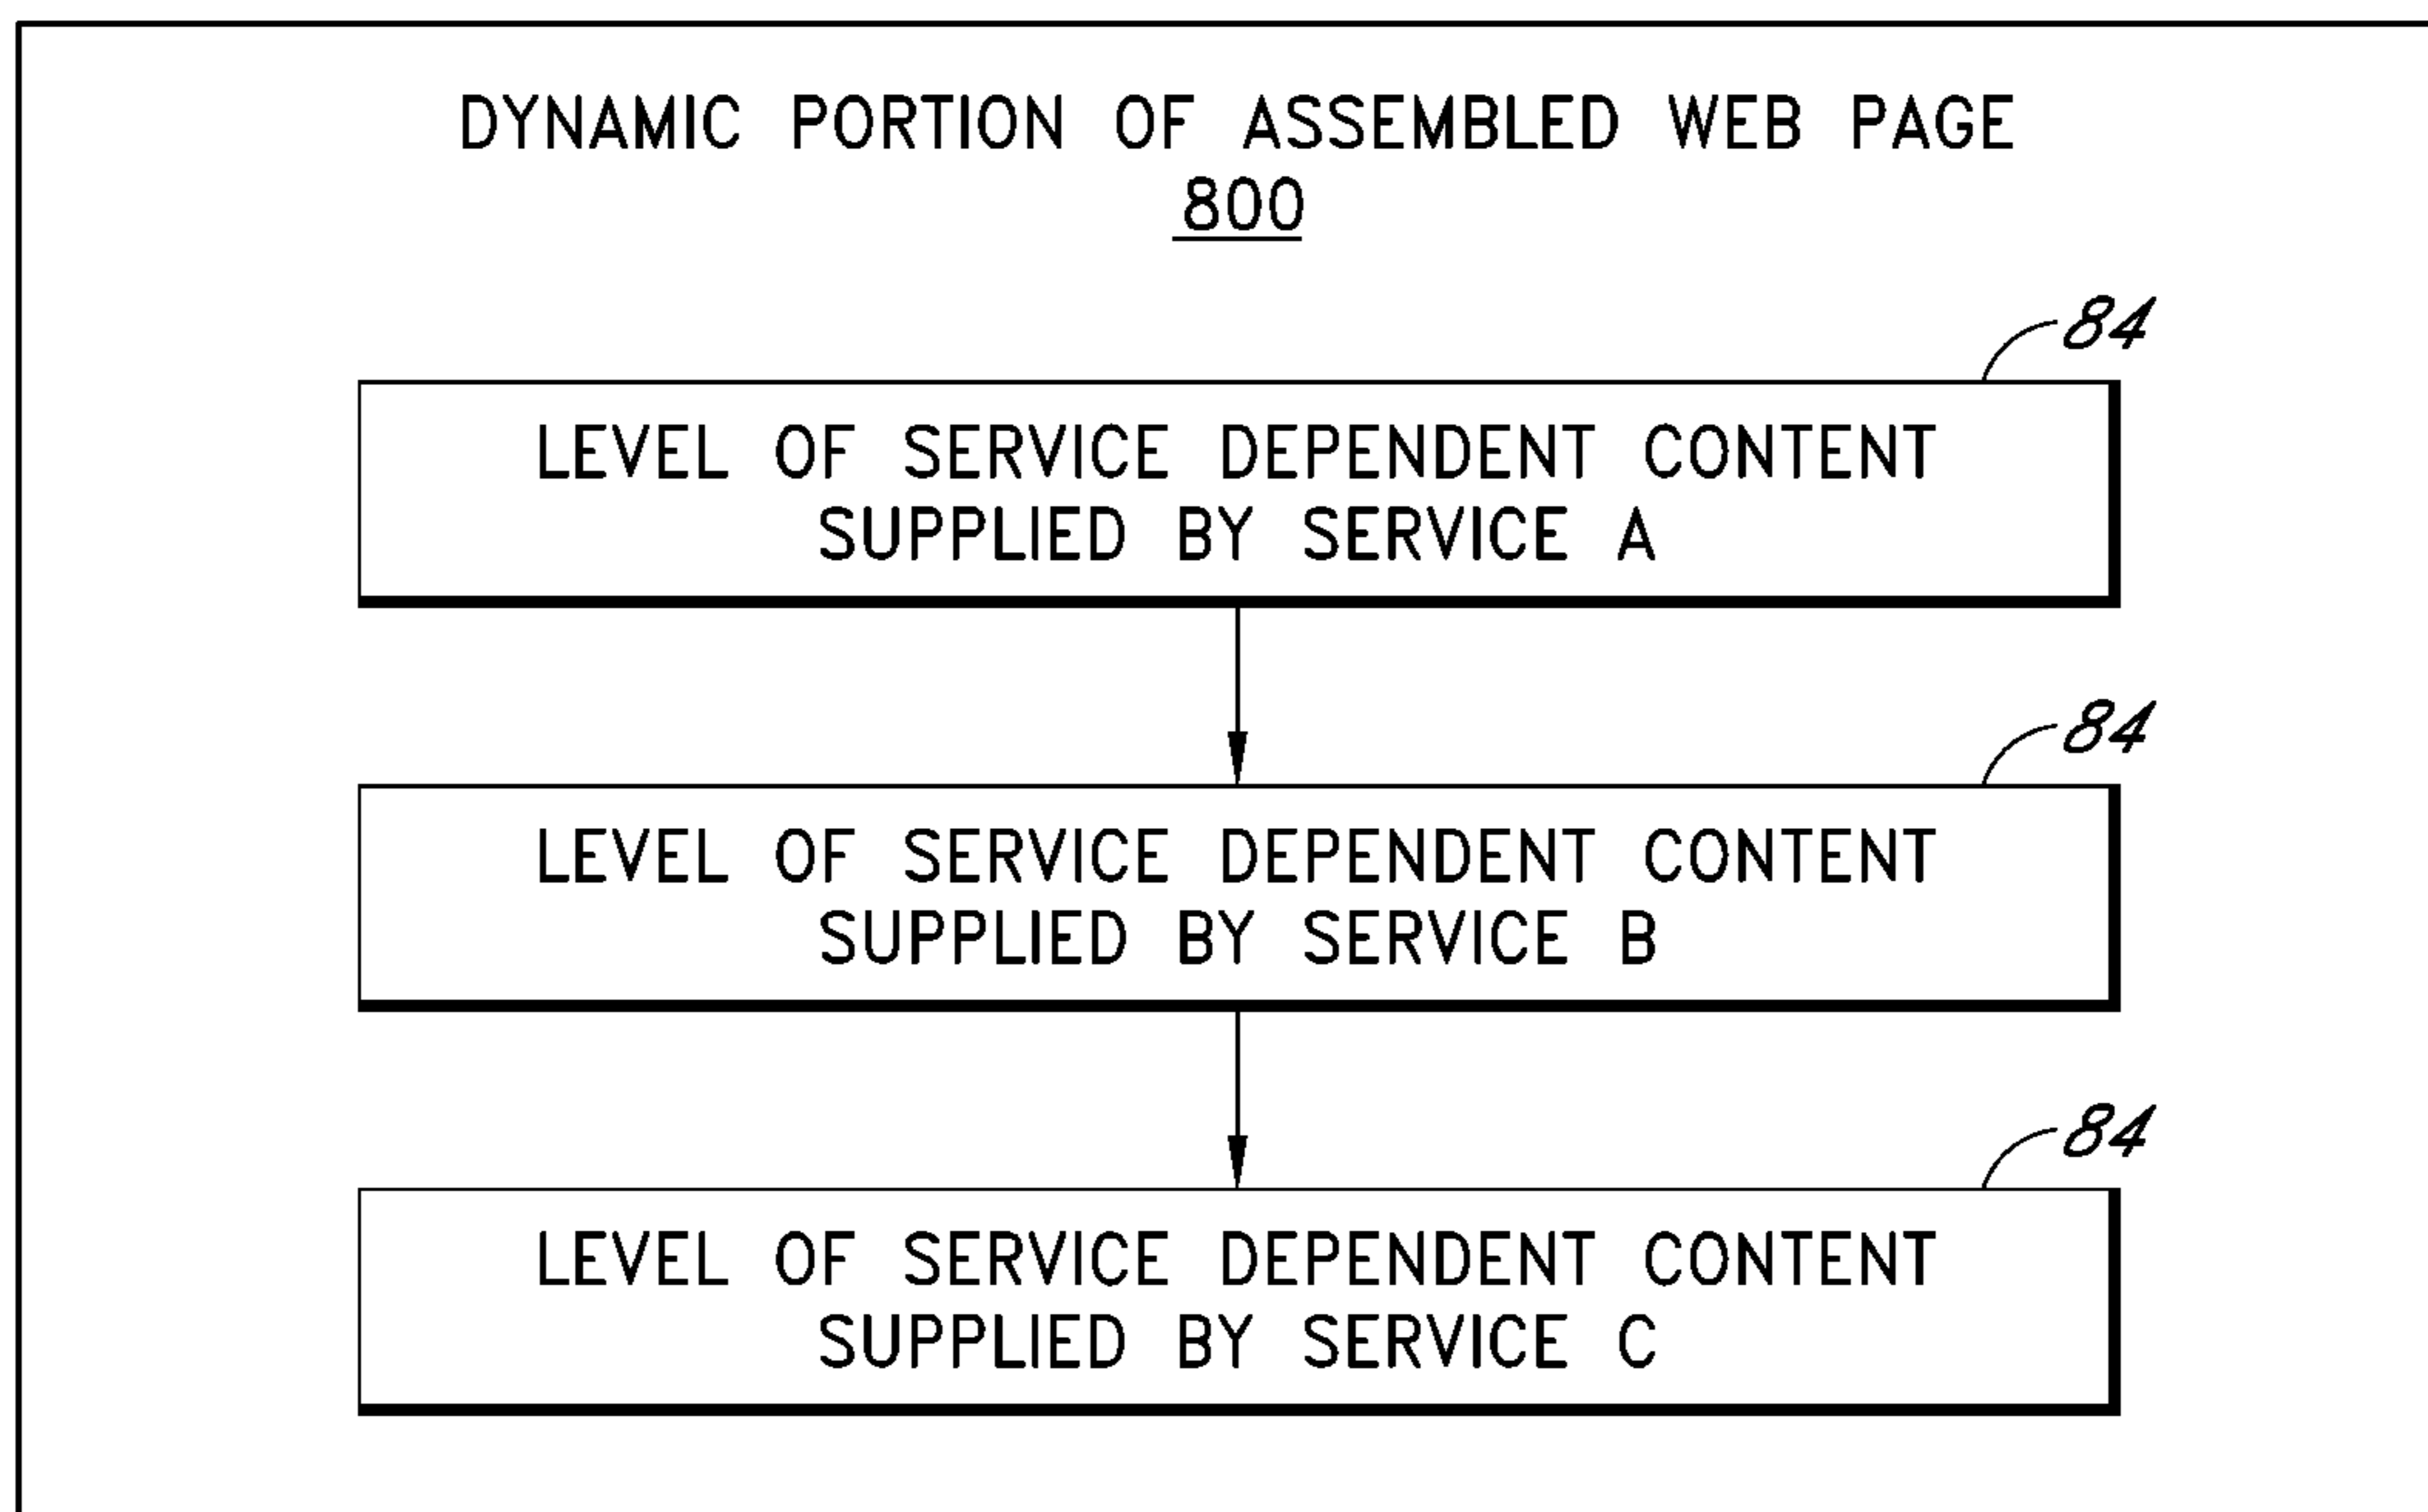 DYNAMIC PORTION OF ASSEMBLED WEB PAGE
800
84
LEVEL OF SERVICE DEPENDENT CONTENT
SUPPLIED BY SERVICE A
84
LEVEL OF SERVICE DEPENDENT CONTENT
SUPPLIED BY SERVICE B
84
LEVEL OF SERVICE DEPENDENT CONTENT
SUPPLIED BY SERVICE C